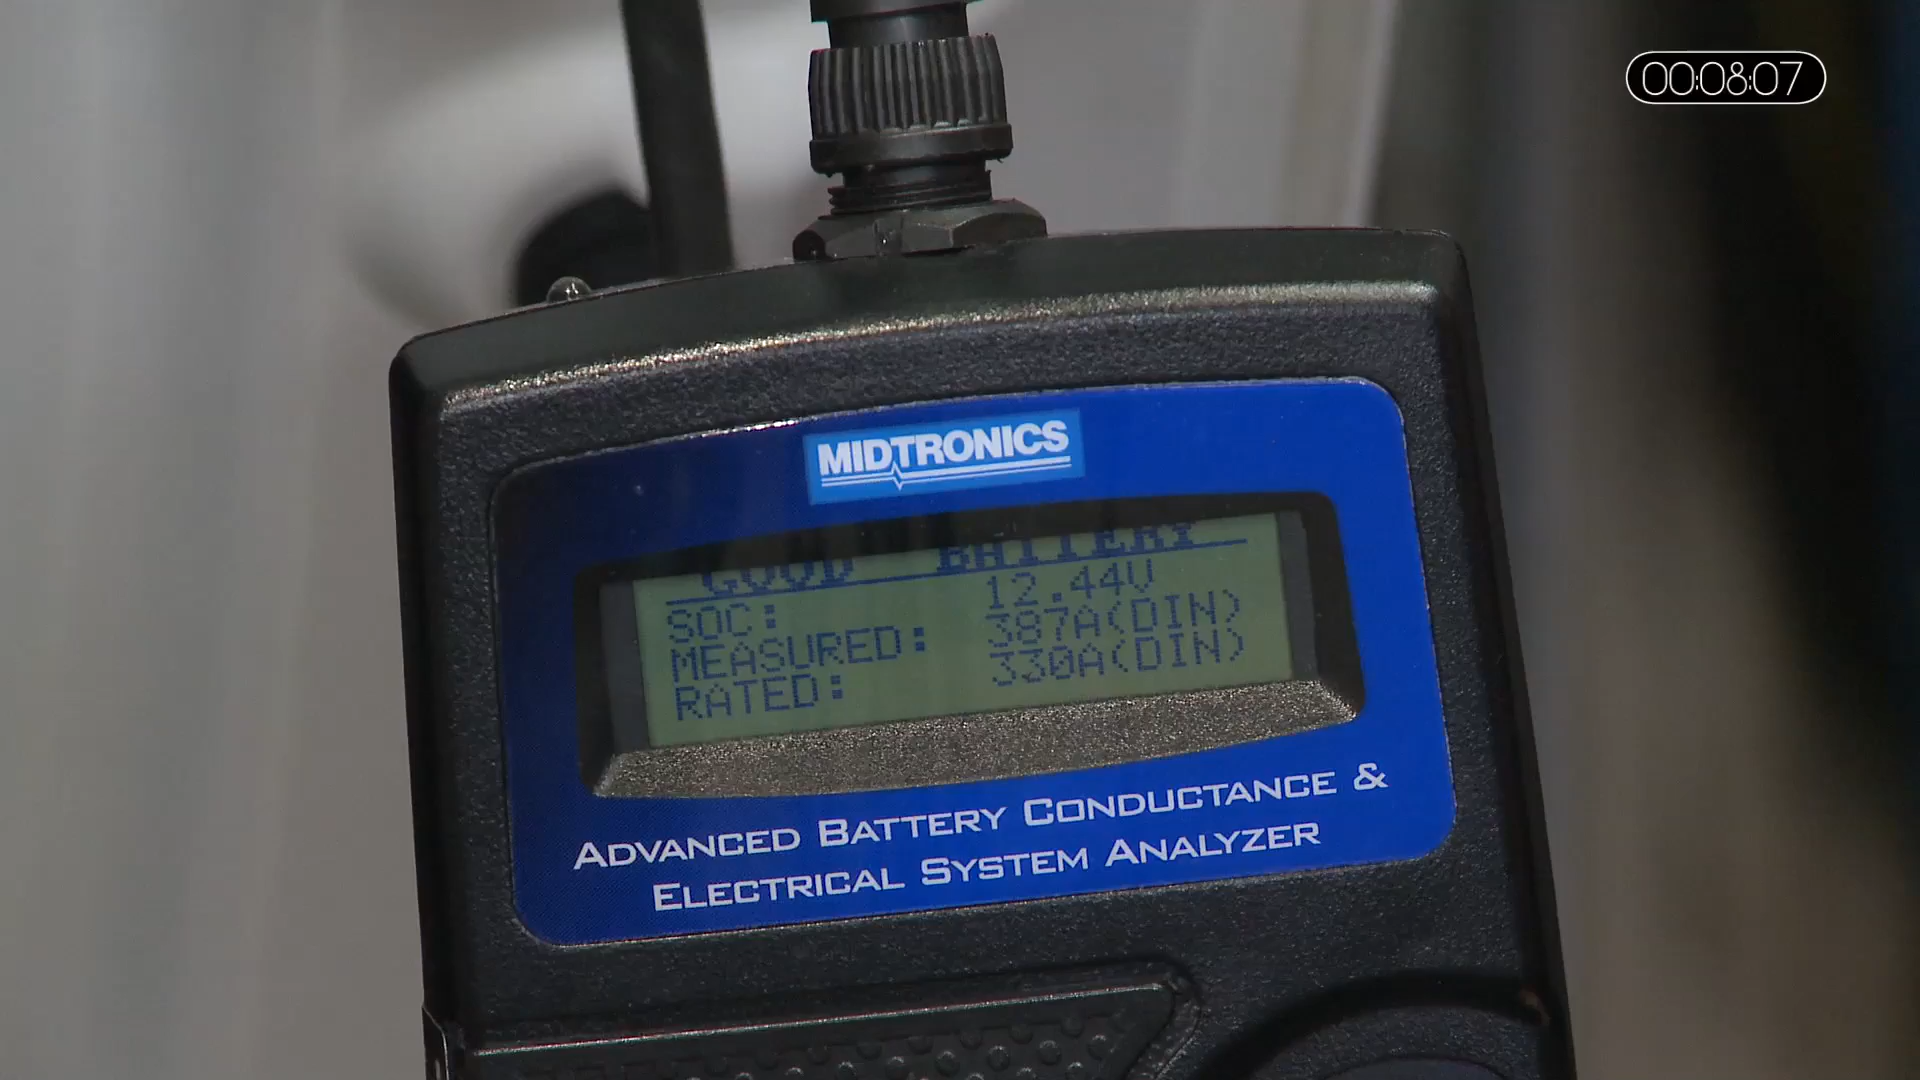 00:08:07
MIDTRONICS
GOOD BATTERY
SOC: 12.44V
MEASURED: 387A(DIN)
RATED: 330A(DIN)
ADVANCED BATTERY CONDUCTANCE &
ELECTRICAL SYSTEM ANALYZER